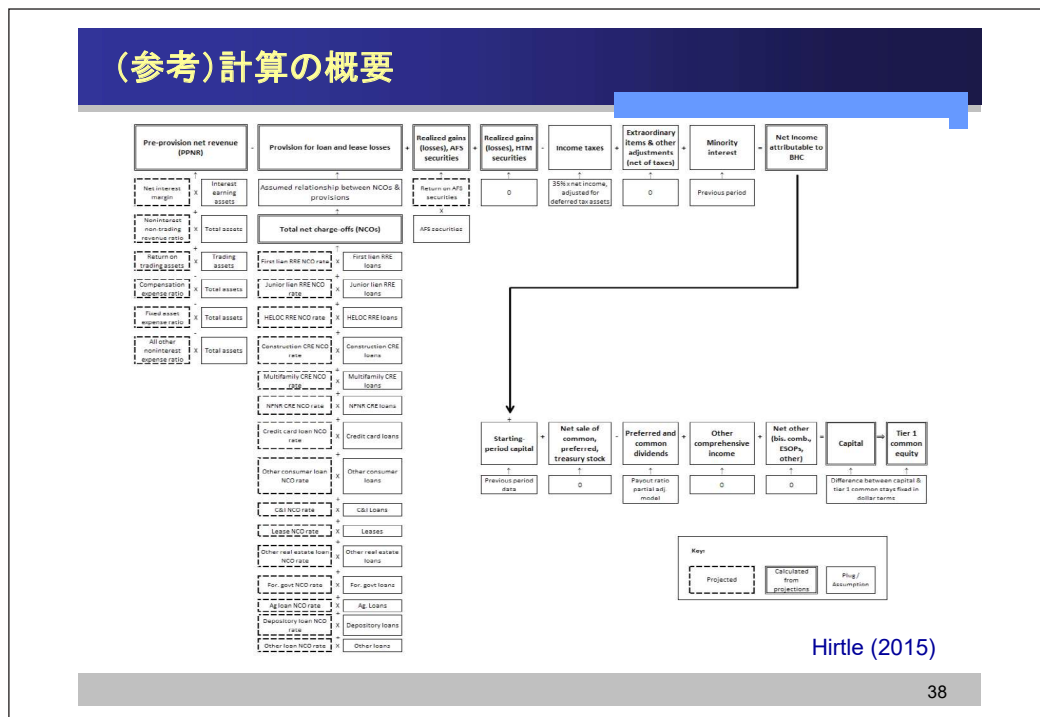 (参考)計算の概要
Pre-provision net revenue
(PPNR)
-
Provision for loan and lease losses
+
Realized gains
(losses), AFS
securities
+
Realized gains
(losses), HTM
securities
-
Income taxes
+
Extraordinary
items & other
adjustments
(net of taxes)
+
Minority
interest
=
Net Income
attributable to
BHC
↑
↑
↑
↑
↑
↑
↑
Net interest
margin
X
Interest
earning
assets
Assumed relationship between NCOs &
provisions
Return on AFS
securities
0
35% x net income,
adjusted for
deferred tax assets
0
Previous period
+
↑
X
Noninterest
non-trading
revenue ratio
X
Total assets
Total net charge-offs (NCOs)
AFS securities
+
↑
Return on
trading assets
X
Trading
assets
First lien RRE NCO rate
X
First lien RRE
loans
-
+
Compensation
expense ratio
X
Total assets
Junior lien RRE NCO
rate
X
Junior lien RRE
loans
-
+
Fixed asset
expense ratio
X
Total assets
HELOC RRE NCO rate
X
HELOC RRE loans
-
+
All other
noninterest
expense ratio
X
Total assets
Construction CRE NCO
rate
X
Construction CRE
loans
+
Multifamily CRE NCO
rate
X
Multifamily CRE
loans
+
NFNR CRE NCO rate
X
NFNR CRE loans
+
Credit card loan NCO
rate
X
Credit card loans
+
Other consumer loan
NCO rate
X
Other consumer
loans
+
C&I NCO rate
X
C&I Loans
+
Lease NCO rate
X
Leases
+
Other real estate loan
NCO rate
X
Other real estate
loans
+
For. govt NCO rate
X
For. govt loans
+
Ag loan NCO rate
X
Ag. Loans
+
Depository loan NCO
rate
X
Depository loans
+
Other loan NCO rate
X
Other loans
+
Starting-
period capital
+
Net sale of
common,
preferred,
treasury stock
-
Preferred and
common
dividends
+
Other
comprehensive
income
+
Net other
(bis. comb.,
ESOPs,
other)
=
Capital
⇒
Tier 1
common
equity
↑
↑
↑
↑
↑
↑
↑
Previous period
data
0
Payout ratio
partial adj
model
0
0
Difference between capital &
tier 1 common stays fixed in
dollar terms
Key:
Projected
Calculated
from
projections
Plug /
Assumption
Hirtle (2015)
38